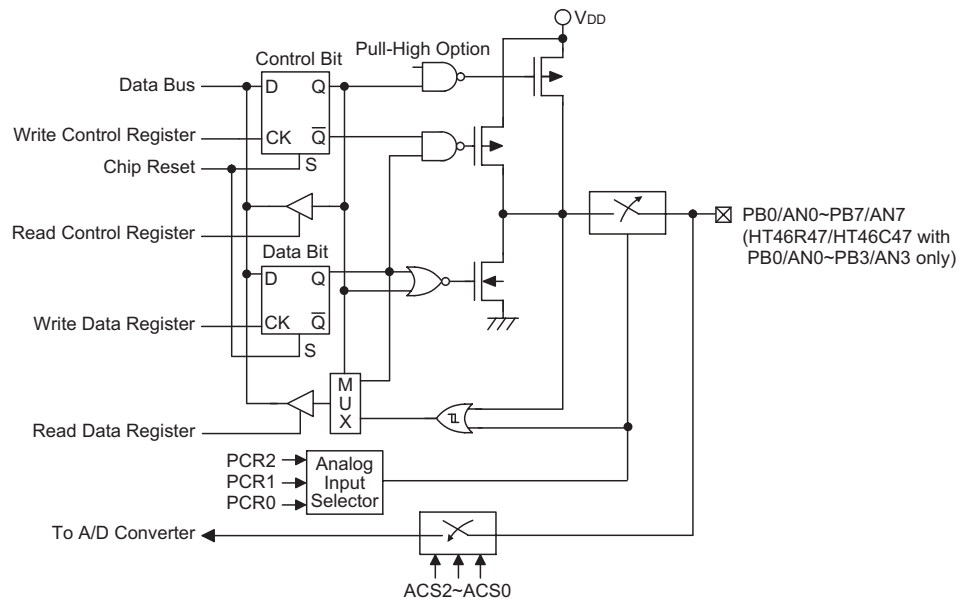 VDD
Control Bit
Pull-High Option
Data Bus
D
Q
Write Control Register
CK
Q
Chip Reset
S
Read Control Register
PB0/AN0~PB7/AN7
(HT46R47/HT46C47 with
PB0/AN0~PB3/AN3 only)
Data Bit
D
Q
Write Data Register
CK
Q
S
M
U
X
Read Data Register
PCR2
PCR1
PCR0
Analog
Input
Selector
To A/D Converter
ACS2~ACS0